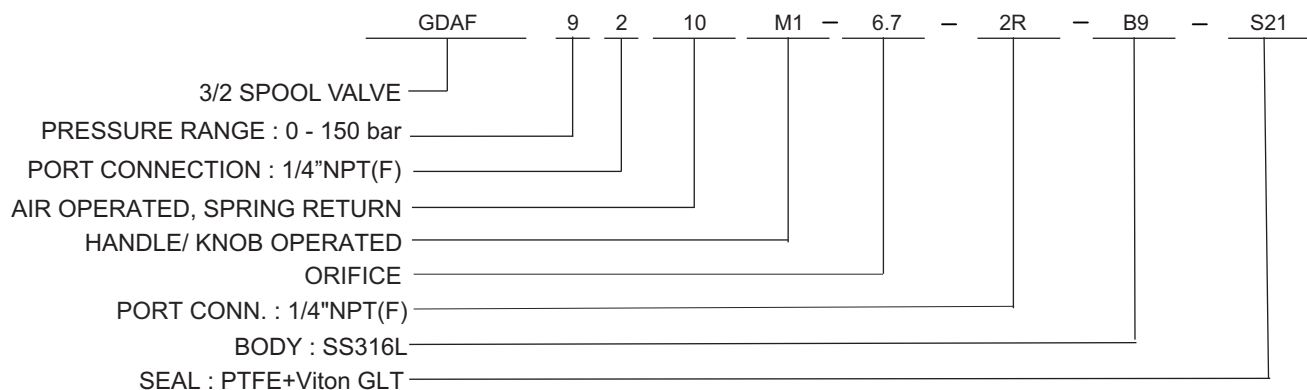 GDAF 9 2 10 M1 – 6.7 – 2R – B9 – S21
3/2 SPOOL VALVE
PRESSURE RANGE : 0 - 150 bar
PORT CONNECTION : 1/4”NPT(F)
AIR OPERATED, SPRING RETURN
HANDLE/ KNOB OPERATED
ORIFICE
PORT CONN. : 1/4"NPT(F)
BODY : SS316L
SEAL : PTFE+Viton GLT